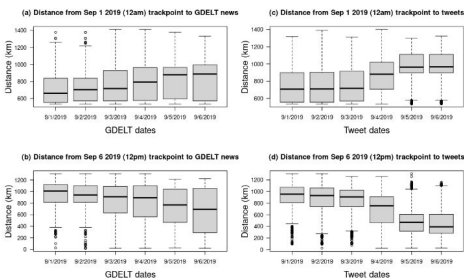 (a) Distance from Sep 1 2019 (12am) trackpoint to GDELT news
Distance (km)
1400
1200
1000
800
600
9/1/2019 9/2/2019 9/3/2019 9/4/2019 9/5/2019 9/6/2019
GDELT dates
(c) Distance from Sep 1 2019 (12am) trackpoint to tweets
Distance (km)
1400
1200
1000
800
600
9/1/2019 9/2/2019 9/3/2019 9/4/2019 9/5/2019 9/6/2019
Tweet dates
(b) Distance from Sep 6 2019 (12pm) trackpoint to GDELT news
Distance (km)
1200
1000
800
600
400
200
0
9/1/2019 9/2/2019 9/3/2019 9/4/2019 9/5/2019 9/6/2019
GDELT dates
(d) Distance from Sep 6 2019 (12pm) trackpoint to tweets
Distance (km)
1200
1000
800
600
400
200
0
9/1/2019 9/2/2019 9/3/2019 9/4/2019 9/5/2019 9/6/2019
Tweet dates